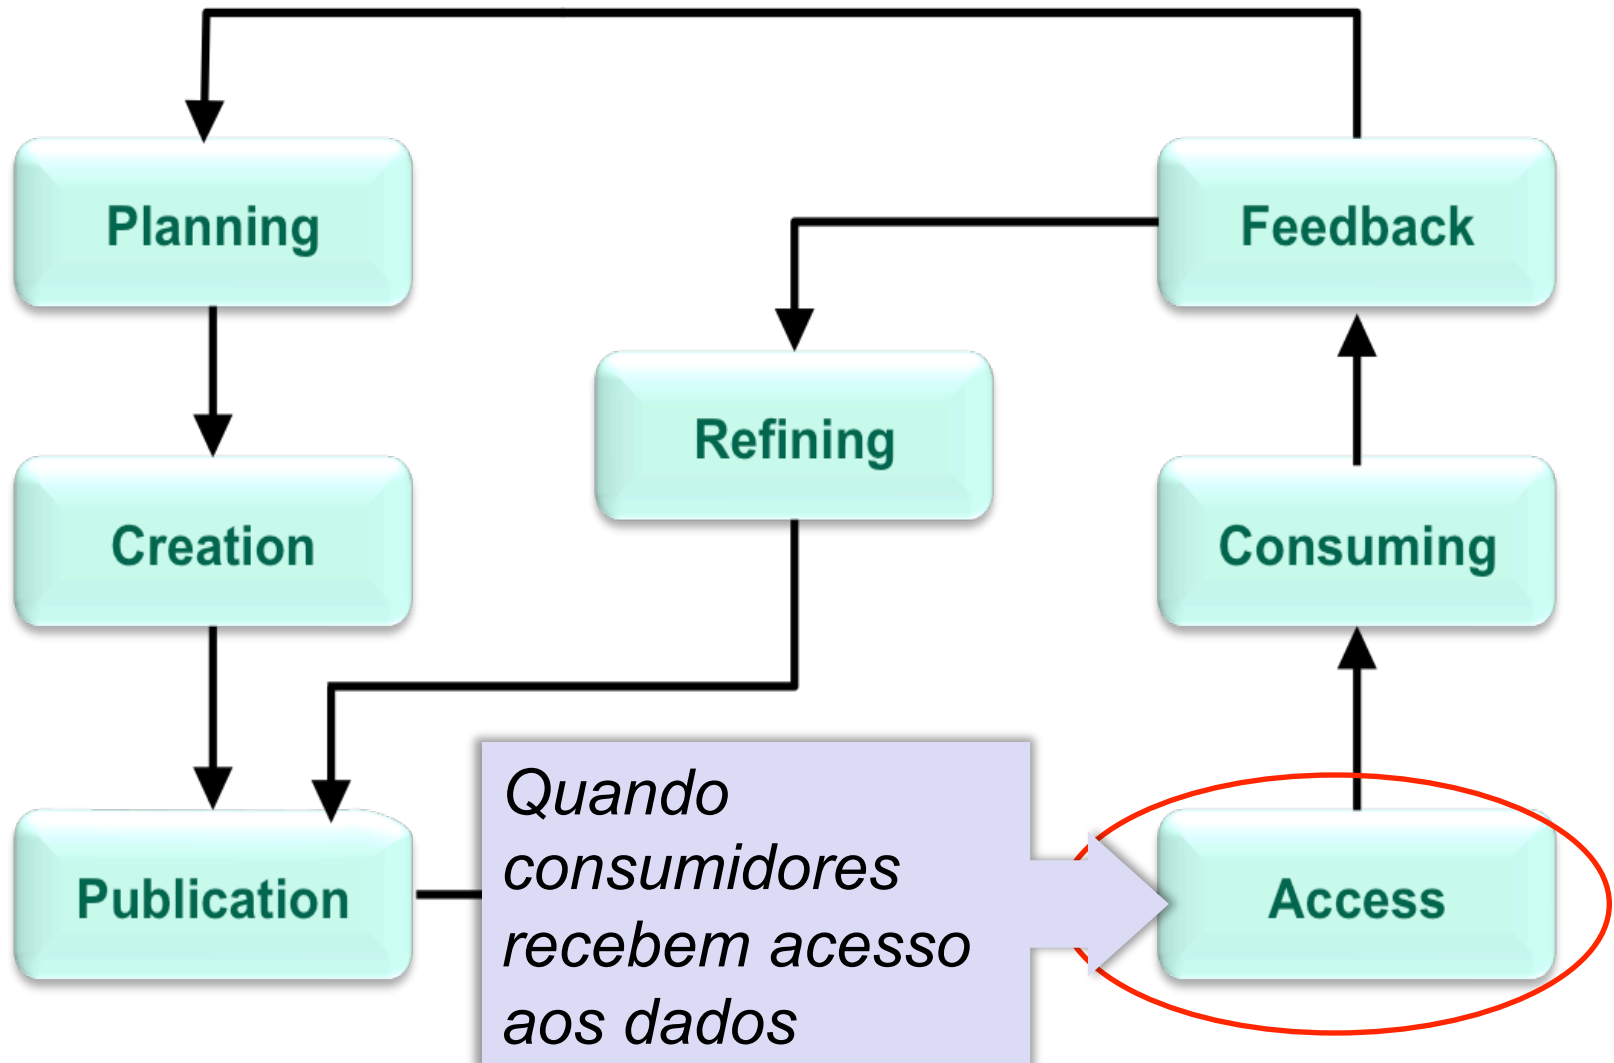 Planning
Feedback
Refining
Creation
Consuming
Publication
Quando
consumidores
recebem acesso
aos dados
Access